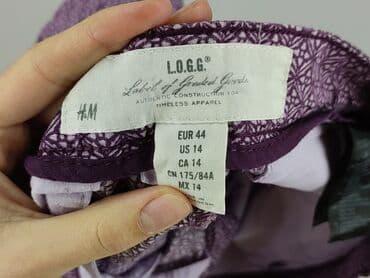 L.O.G.G.®
Label of Graded Goods
AUTHENTIC CONSTRUCTION
TIMELESS APPAREL
H&M
EUR 44
US 14
CA 14
CN 175/84A
MX 14